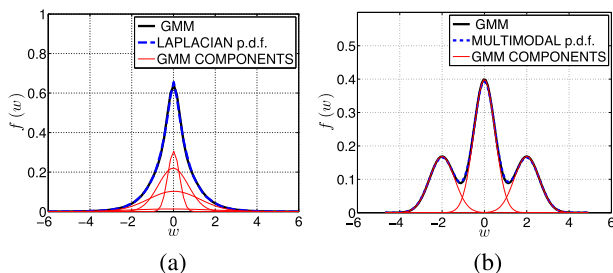 GMM
LAPLACIAN p.d.f.
GMM COMPONENTS
f (w)
1
0.8
0.6
0.4
0.2
0
−6 −4 −2 0 2 4 6
w
(a)
GMM
MULTIMODAL p.d.f.
GMM COMPONENTS
f (w)
0.5
0.4
0.3
0.2
0.1
0
−6 −4 −2 0 2 4 6
w
(b)